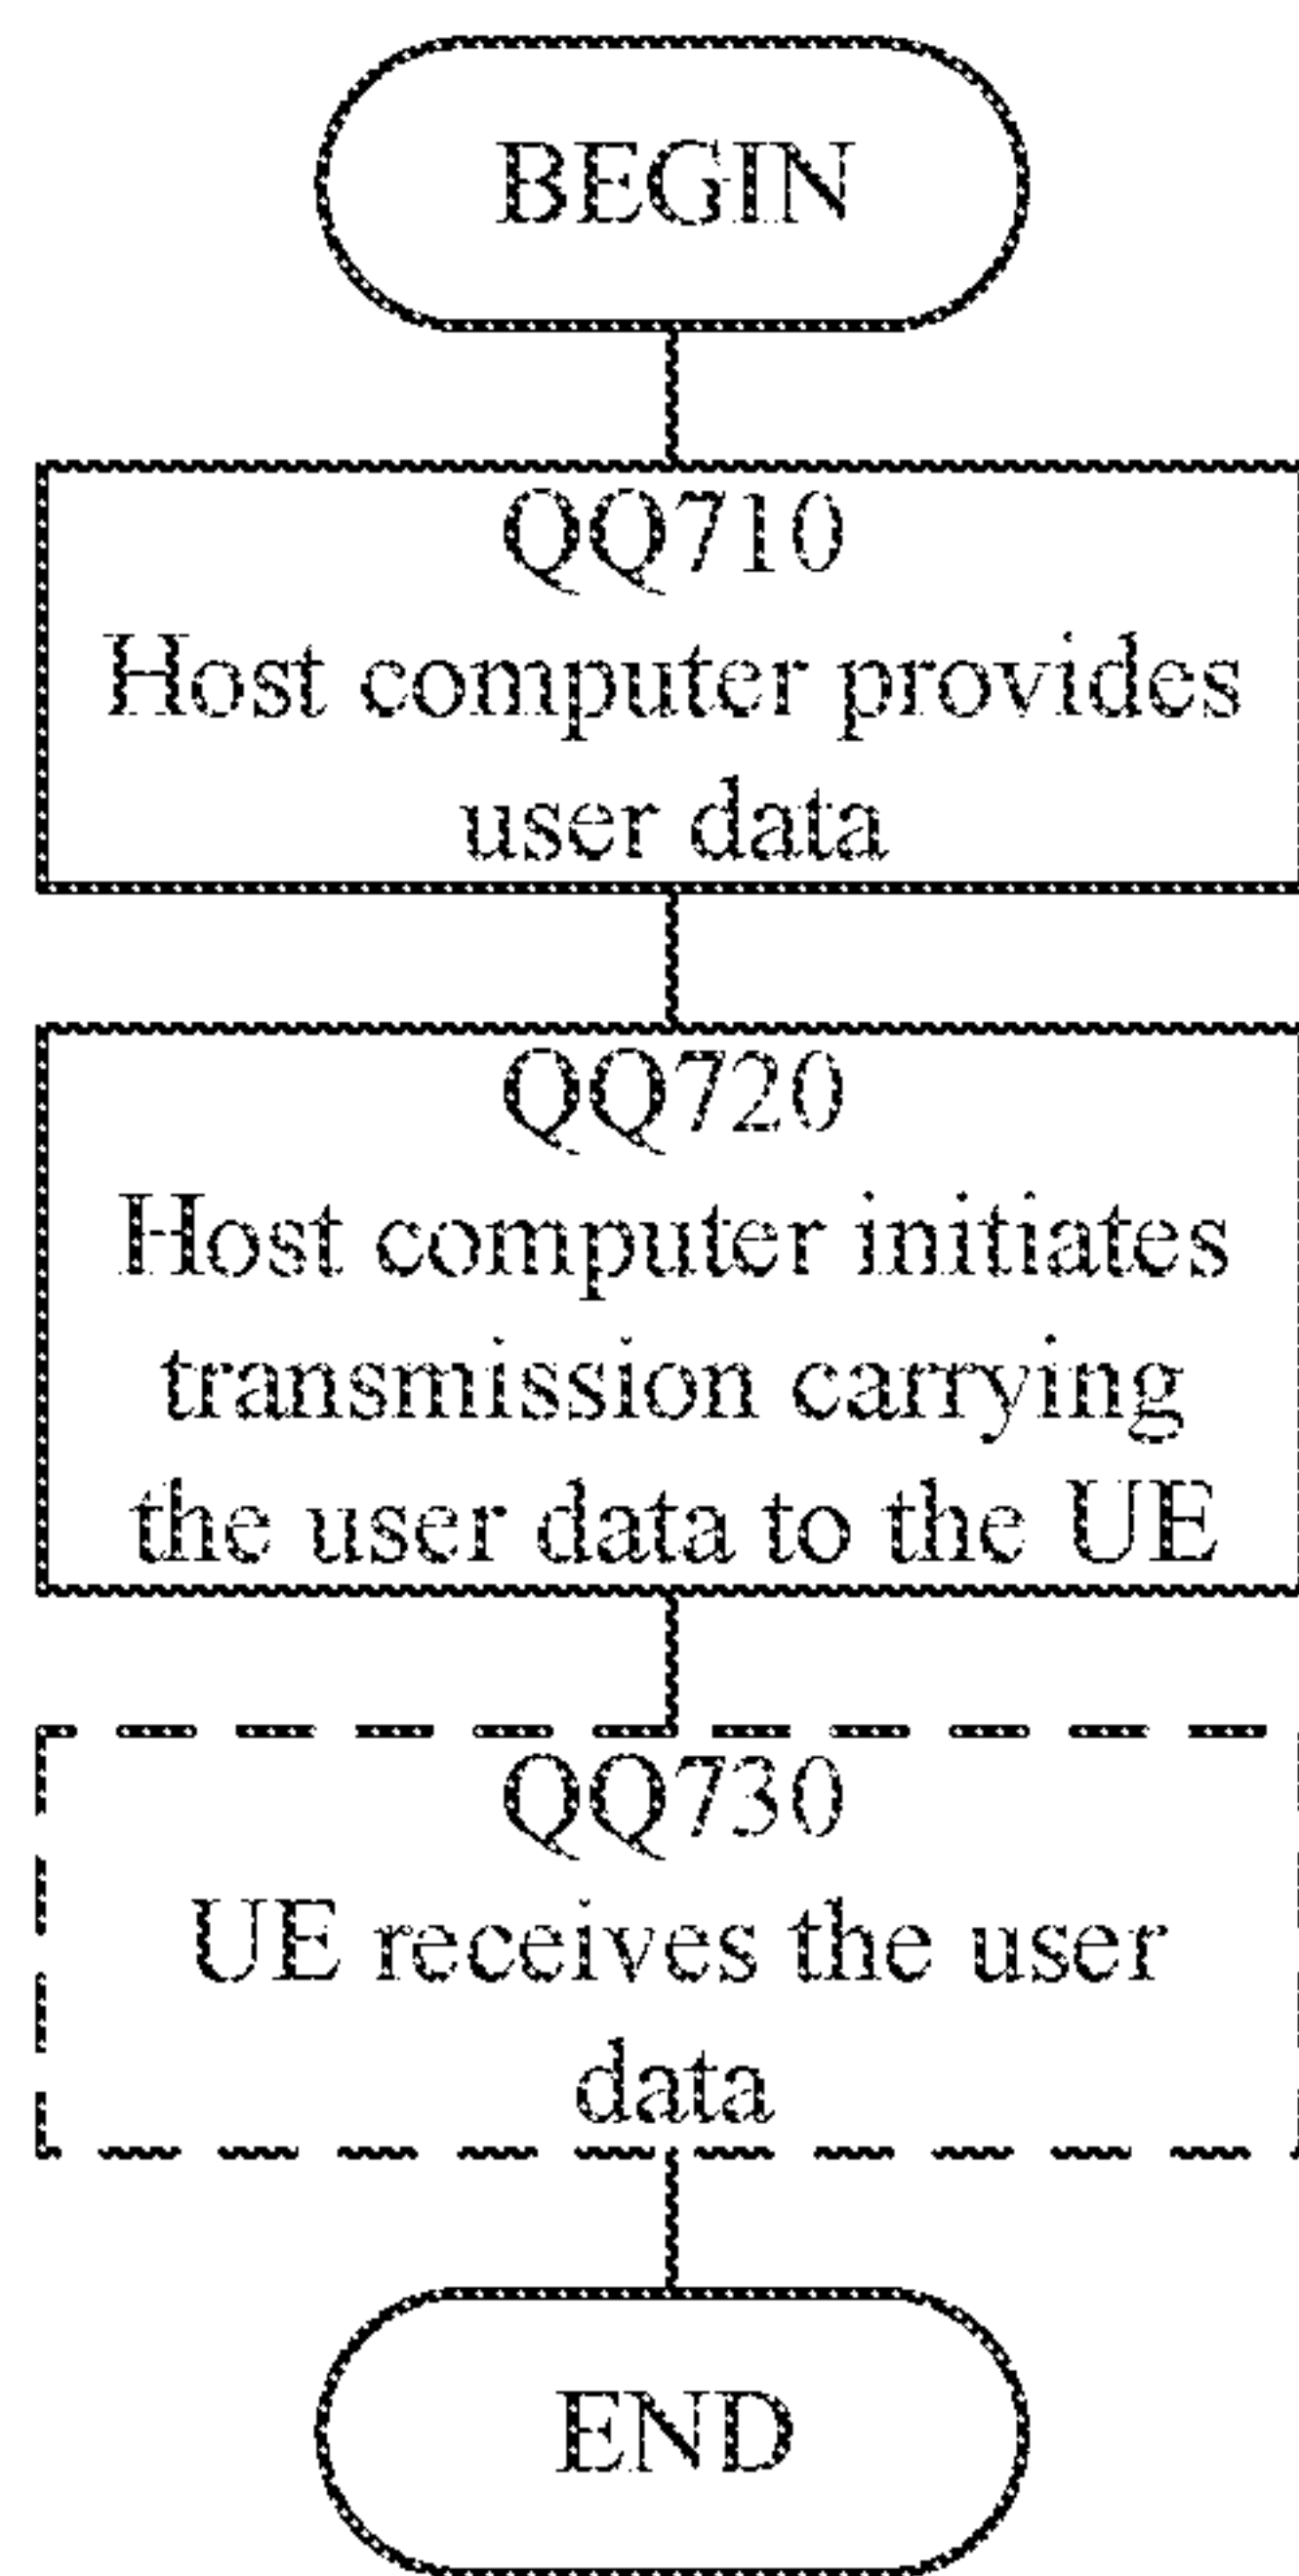 BEGIN
QQ710
Host computer provides
user data
QQ720
Host computer initiates
transmission carrying
the user data to the UE
QQ730
UE receives the user
data
END